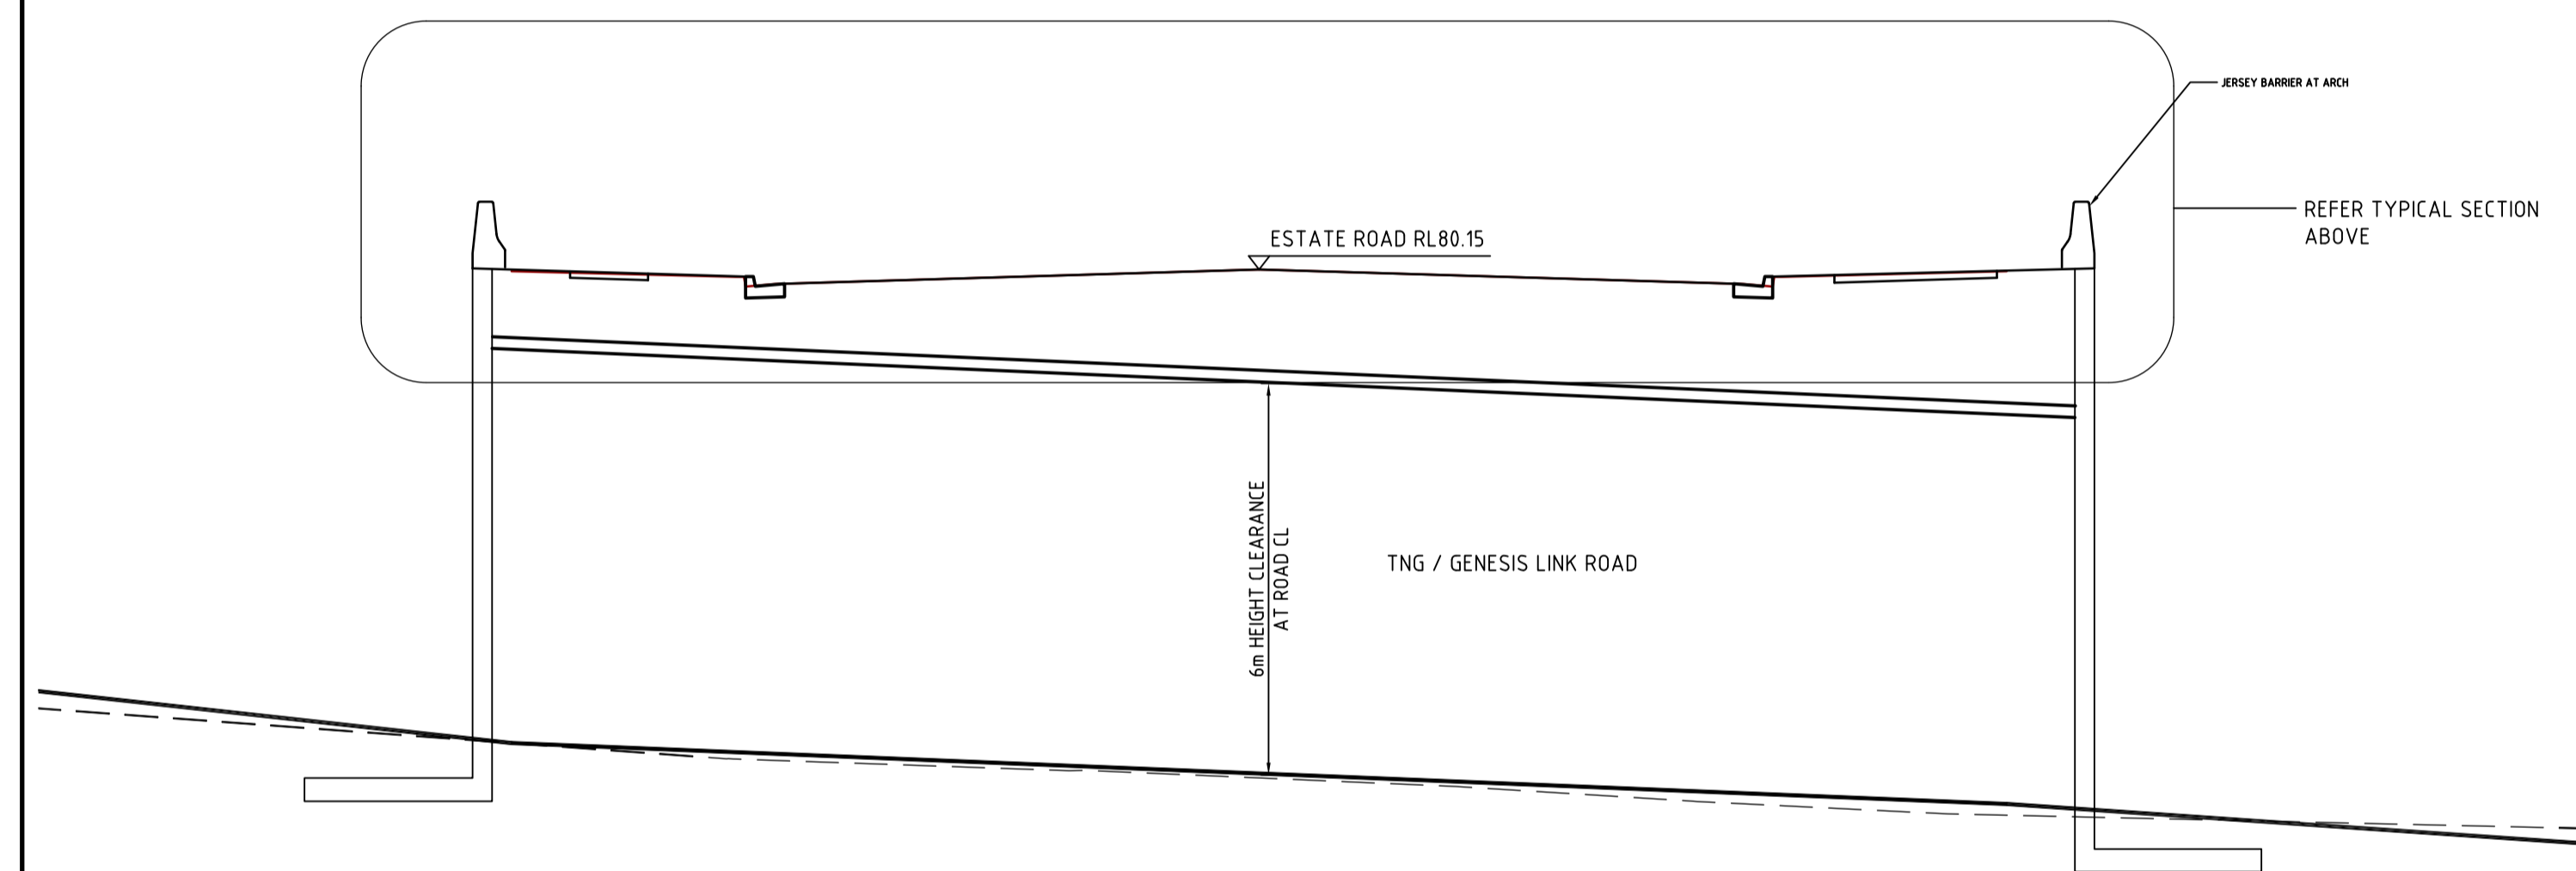 JERSEY BARRIER AT ARCH
REFER TYPICAL SECTION
ABOVE
ESTATE ROAD RL80.15
6m HEIGHT CLEARANCE
AT ROAD CL
TNG / GENESIS LINK ROAD